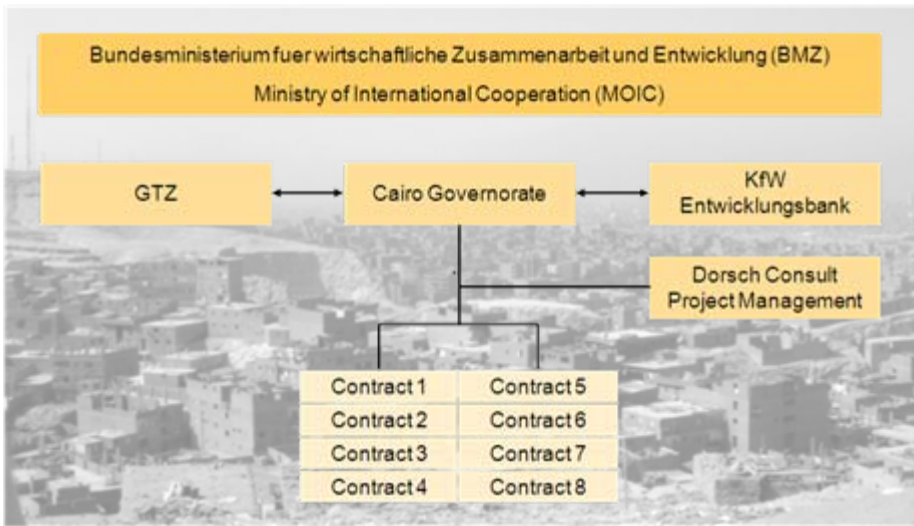 Bundesministerium fuer wirtschaftliche Zusammenarbeit und Entwicklung (BMZ)
Ministry of International Cooperation (MOIC)
GTZ
Cairo Governorate
KfW
Entwicklungsbank
Dorsch Consult
Project Management
Contract 1
Contract 5
Contract 2
Contract 6
Contract 3
Contract 7
Contract 4
Contract 8